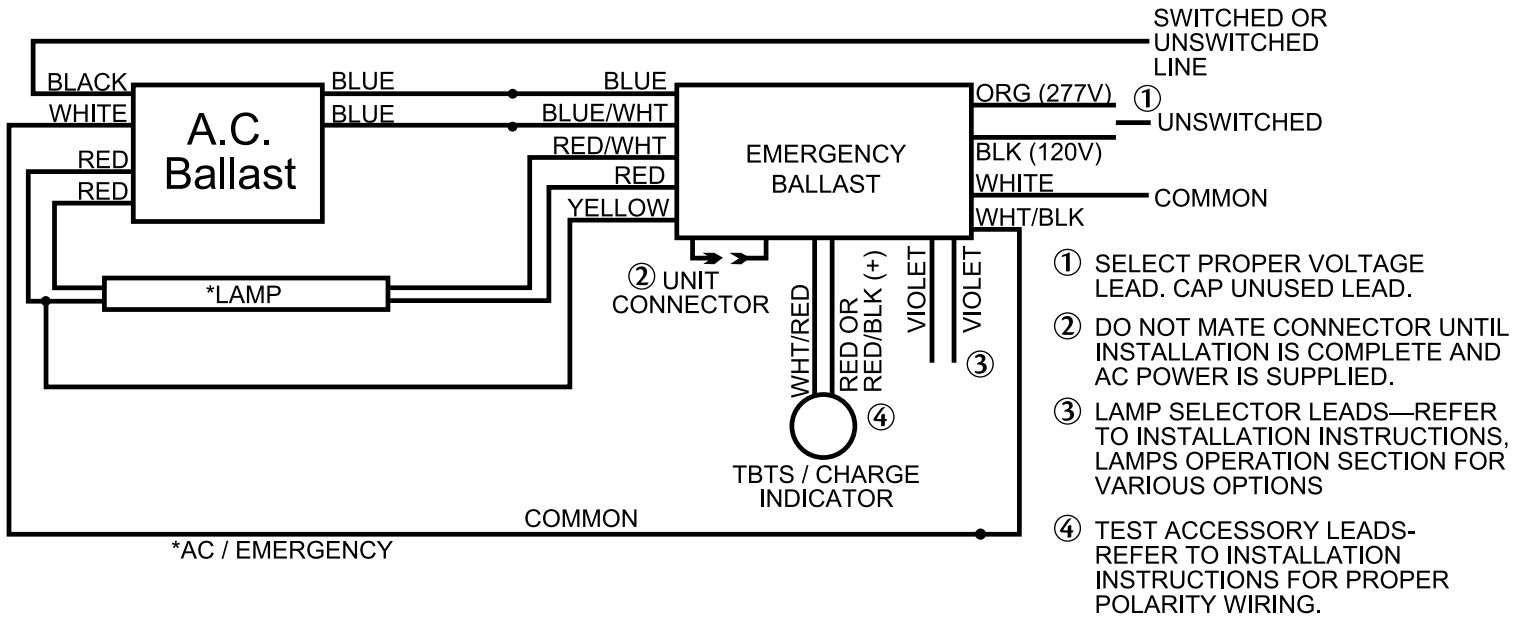 SWITCHED OR
UNSWITCHED
LINE
BLACK
BLUE
BLUE
ORG (277V)
①
WHITE
BLUE
BLUE/WHT
UNSWITCHED
A.C.
Ballast
RED
RED
RED/WHT
RED
YELLOW
EMERGENCY
BALLAST
BLK (120V)
WHITE
COMMON
WHT/BLK
*LAMP
② UNIT
CONNECTOR
WHT/RED
RED OR
RED/BLK (+)
VIOLET
VIOLET
③
④
TBTS / CHARGE
INDICATOR
COMMON
*AC / EMERGENCY
① SELECT PROPER VOLTAGE
LEAD. CAP UNUSED LEAD.
② DO NOT MATE CONNECTOR UNTIL
INSTALLATION IS COMPLETE AND
AC POWER IS SUPPLIED.
③ LAMP SELECTOR LEADS—REFER
TO INSTALLATION INSTRUCTIONS,
LAMPS OPERATION SECTION FOR
VARIOUS OPTIONS
④ TEST ACCESSORY LEADS-
REFER TO INSTALLATION
INSTRUCTIONS FOR PROPER
POLARITY WIRING.